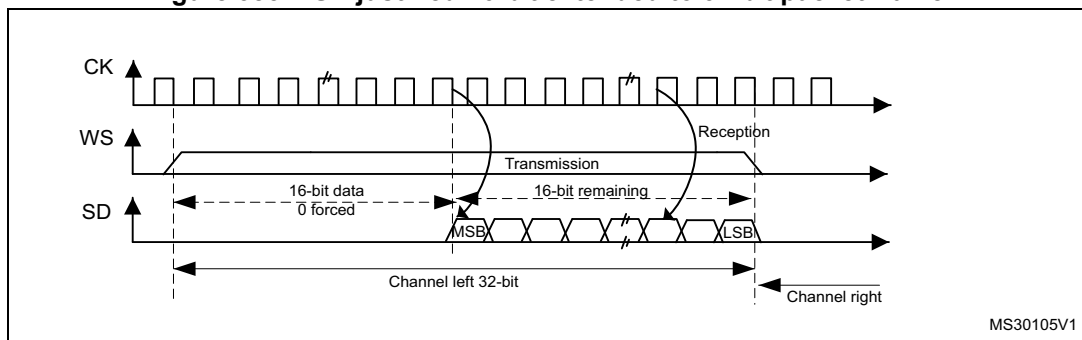 CK
WS
Reception
Transmission
16-bit data
0 forced
16-bit remaining
SD
MSB
LSB
Channel left 32-bit
Channel right
MS30105V1